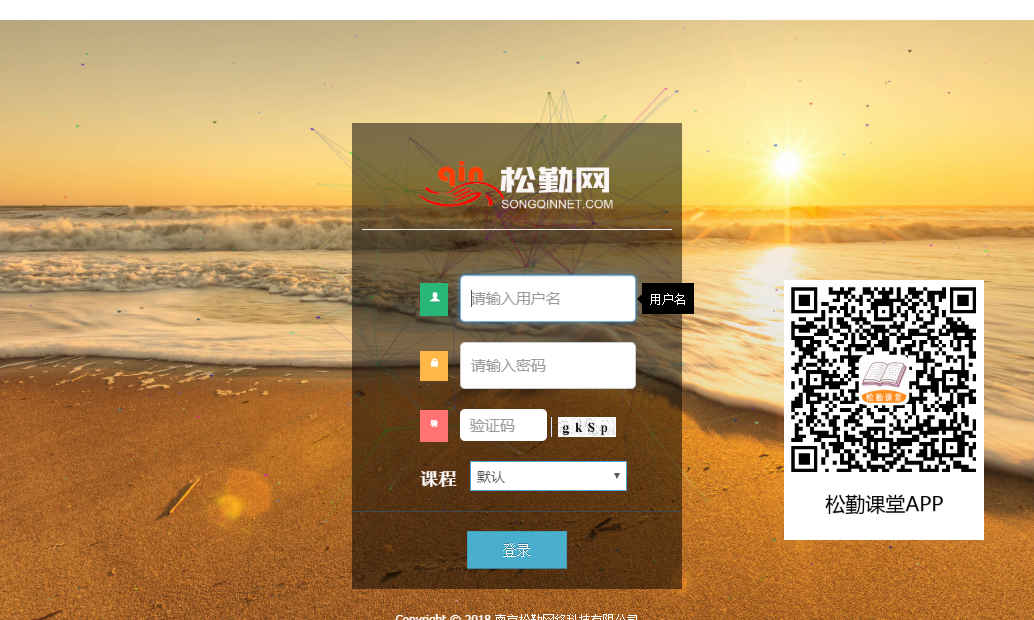 qin 松勤网
SONGQINNET.COM
请输入用户名
用户名
请输入密码
验证码
gkSp
课程
默认
登录
松勤课堂
松勤课堂APP
Copyright © 2018 南京松勤网络科技有限公司